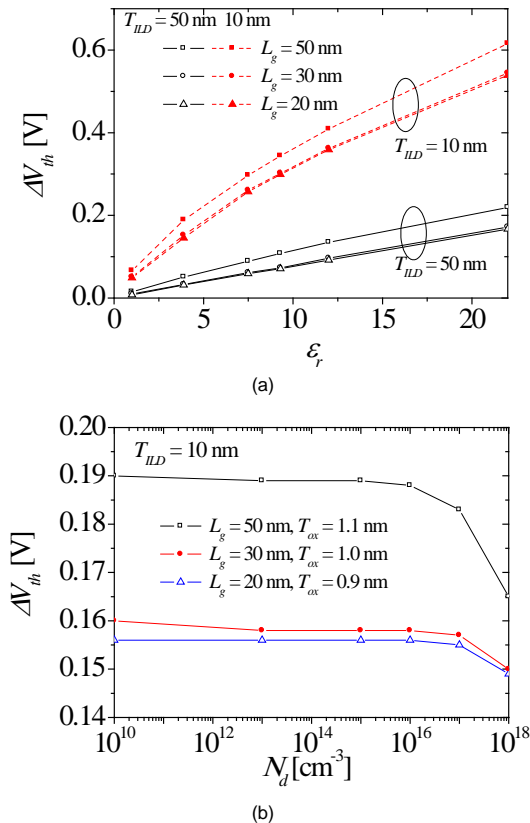 T_ILD = 50 nm 10 nm
L_g = 50 nm
L_g = 30 nm
L_g = 20 nm
0.6
0.4
0.2
0.0
ΔV_th [V]
T_ILD = 10 nm
T_ILD = 50 nm
0 5 10 15 20
ε_r
(a)
0.20
0.19
0.18
0.17
0.16
0.15
0.14
ΔV_th [V]
T_ILD = 10 nm
L_g = 50 nm, T_ox = 1.1 nm
L_g = 30 nm, T_ox = 1.0 nm
L_g = 20 nm, T_ox = 0.9 nm
10^10 10^12 10^14 10^16 10^18
N_d [cm^-3]
(b)